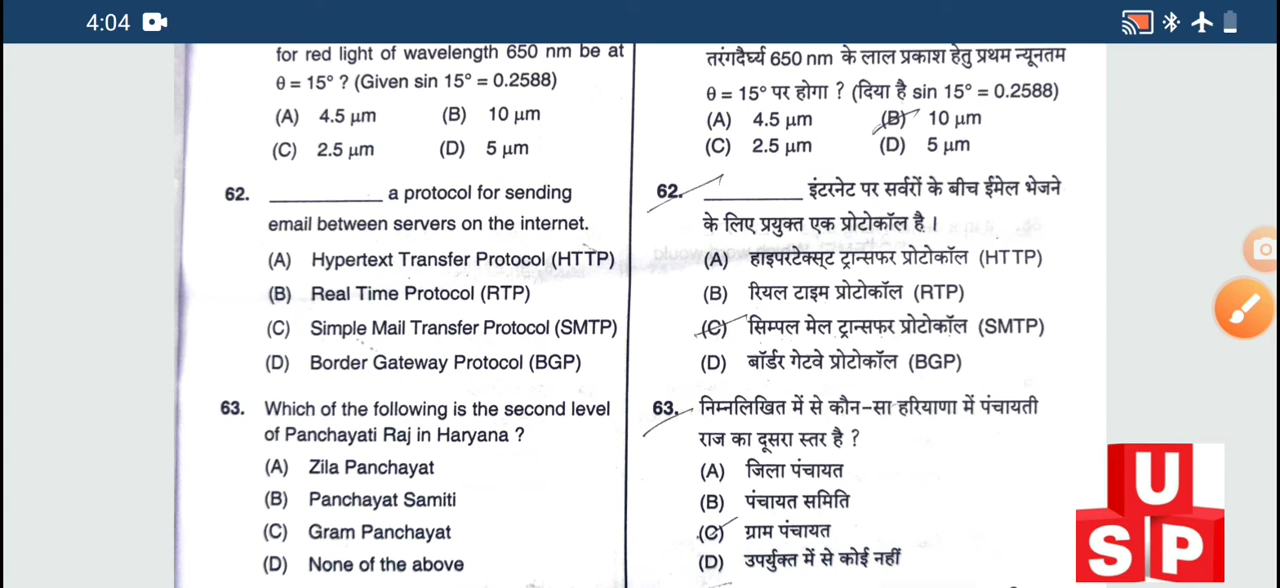 4:04
for red light of wavelength 650 nm be at
θ = 15° ? (Given sin 15° = 0.2588)
(A) 4.5 μm (B) 10 μm
(C) 2.5 μm (D) 5 μm
62. ____________ a protocol for sending
email between servers on the internet.
(A) Hypertext Transfer Protocol (HTTP)
(B) Real Time Protocol (RTP)
(C) Simple Mail Transfer Protocol (SMTP)
(D) Border Gateway Protocol (BGP)
63. Which of the following is the second level
of Panchayati Raj in Haryana ?
(A) Zila Panchayat
(B) Panchayat Samiti
(C) Gram Panchayat
(D) None of the above
तरंगदैर्घ्य 650 nm के लाल प्रकाश हेतु प्रथम न्यूनतम
θ = 15° पर होगा ? (दिया है sin 15° = 0.2588)
(A) 4.5 μm (B) 10 μm
(C) 2.5 μm (D) 5 μm
62. __________ इंटरनेट पर सर्वरों के बीच ईमेल भेजने
के लिए प्रयुक्त एक प्रोटोकॉल है ।
(A) हाइपरटेक्स्ट ट्रान्सफर प्रोटोकॉल (HTTP)
(B) रियल टाइम प्रोटोकॉल (RTP)
(C) सिम्पल मेल ट्रान्सफर प्रोटोकॉल (SMTP)
(D) बॉर्डर गेटवे प्रोटोकॉल (BGP)
63. निम्नलिखित में से कौन-सा हरियाणा में पंचायती
राज का दूसरा स्तर है ?
(A) जिला पंचायत
(B) पंचायत समिति
(C) ग्राम पंचायत
(D) उपर्युक्त में से कोई नहीं
U
S P